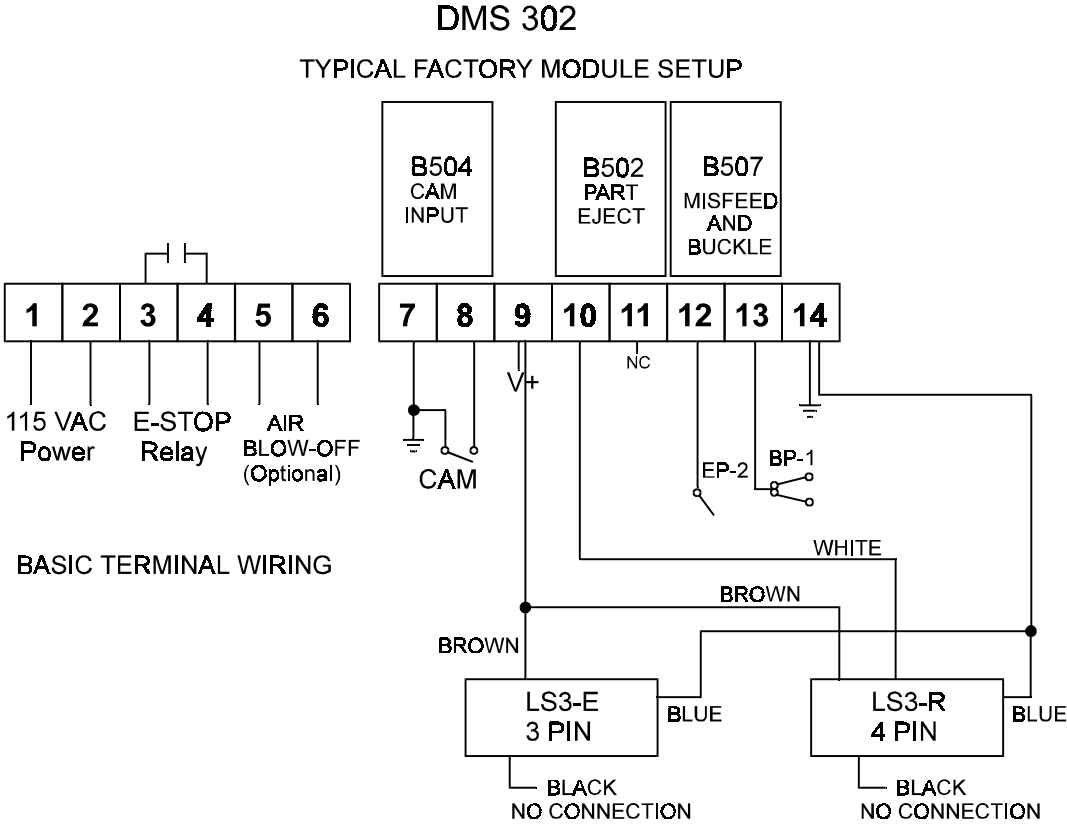 DMS 302
TYPICAL FACTORY MODULE SETUP
B504
CAM
INPUT
B502
PART
EJECT
B507
MISFEED
AND
BUCKLE
1 2 3 4 5 6 7 8 9 10 11 12 13 14
NC
V+
115 VAC
Power
E-STOP
Relay
AIR
BLOW-OFF
(Optional)
CAM
EP-2
BP-1
BASIC TERMINAL WIRING
WHITE
BROWN
BROWN
LS3-E
3 PIN
BLUE
LS3-R
4 PIN
BLUE
BLACK
NO CONNECTION
BLACK
NO CONNECTION